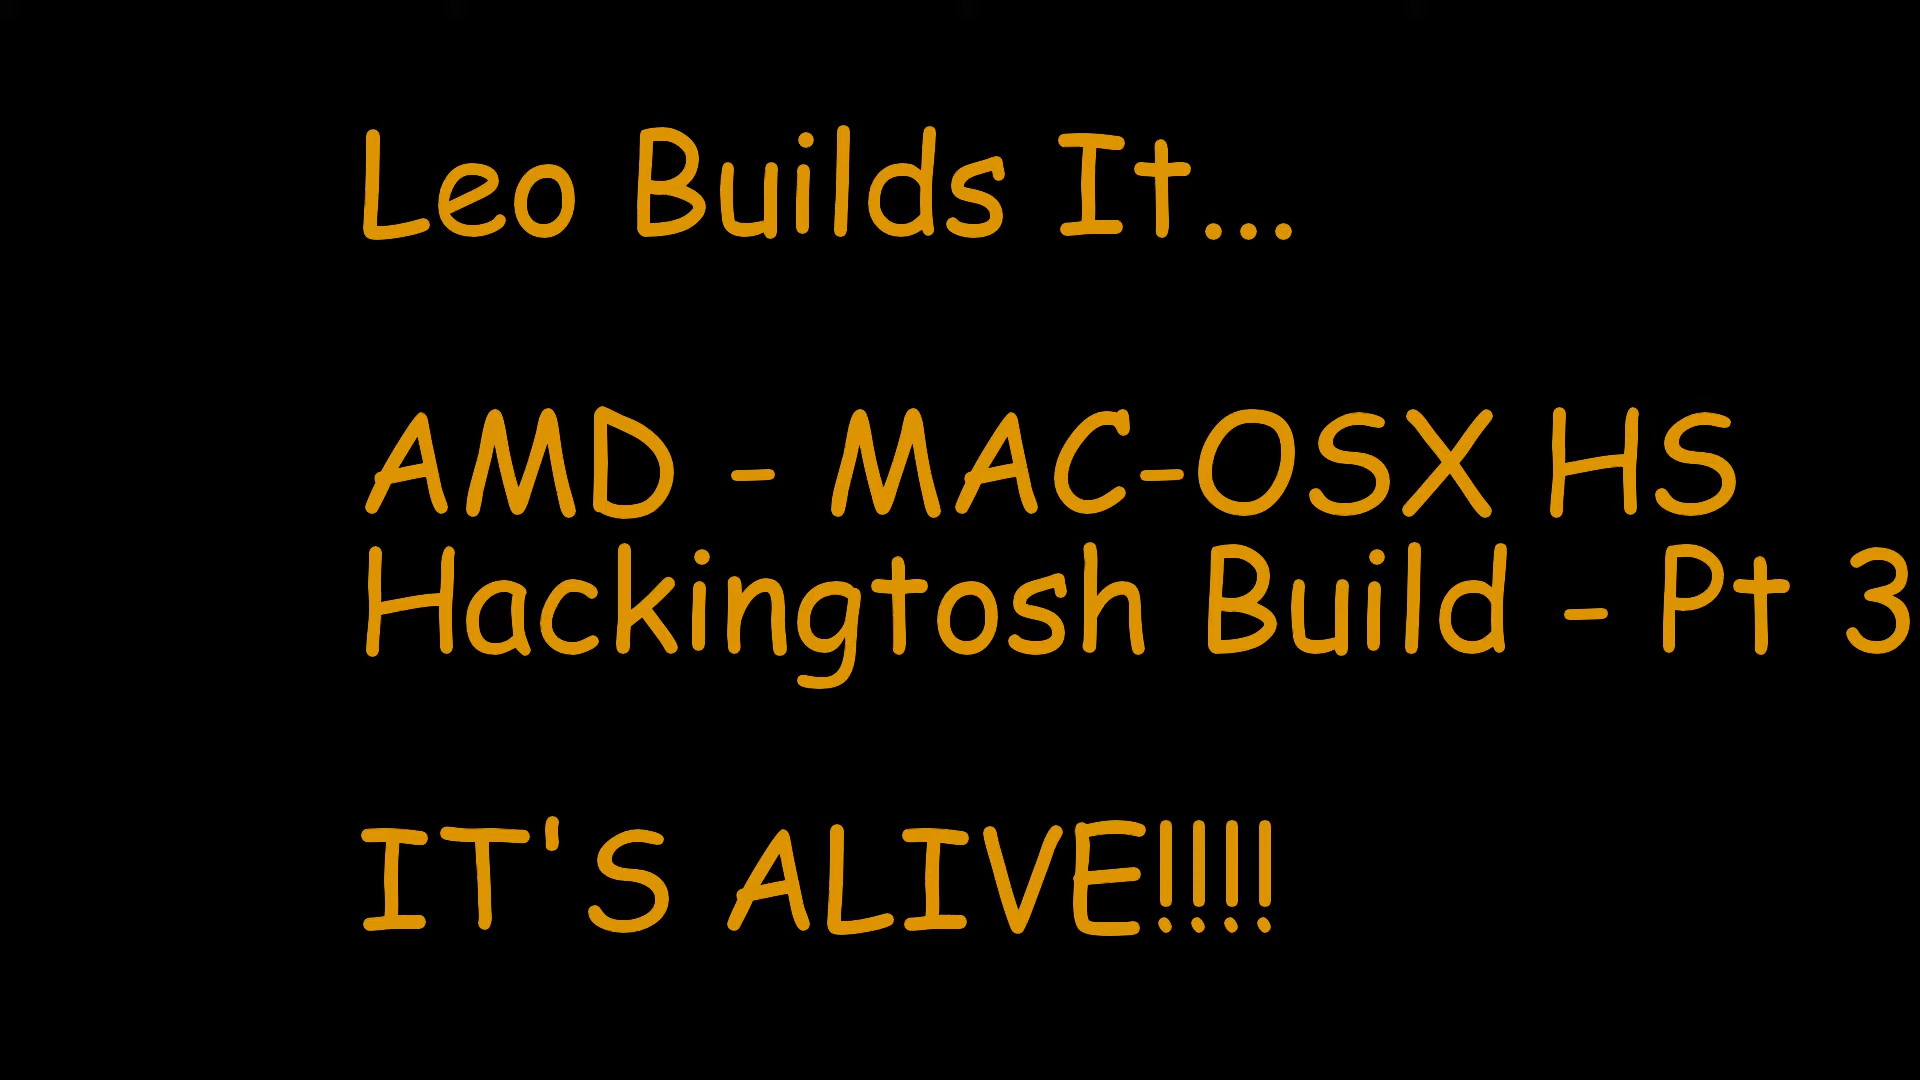 Leo Builds It...
AMD - MAC-OSX HS
Hackingtosh Build - Pt 3
IT'S ALIVE!!!!